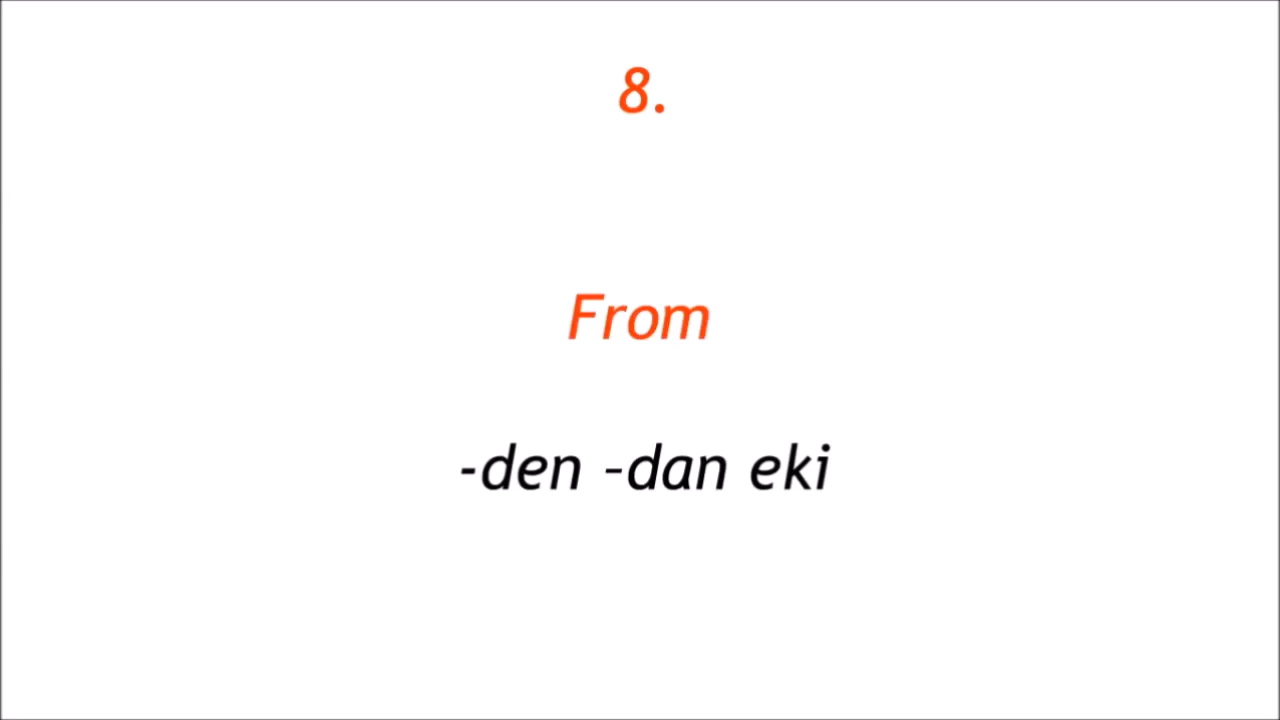 8.
From
-den –dan eki